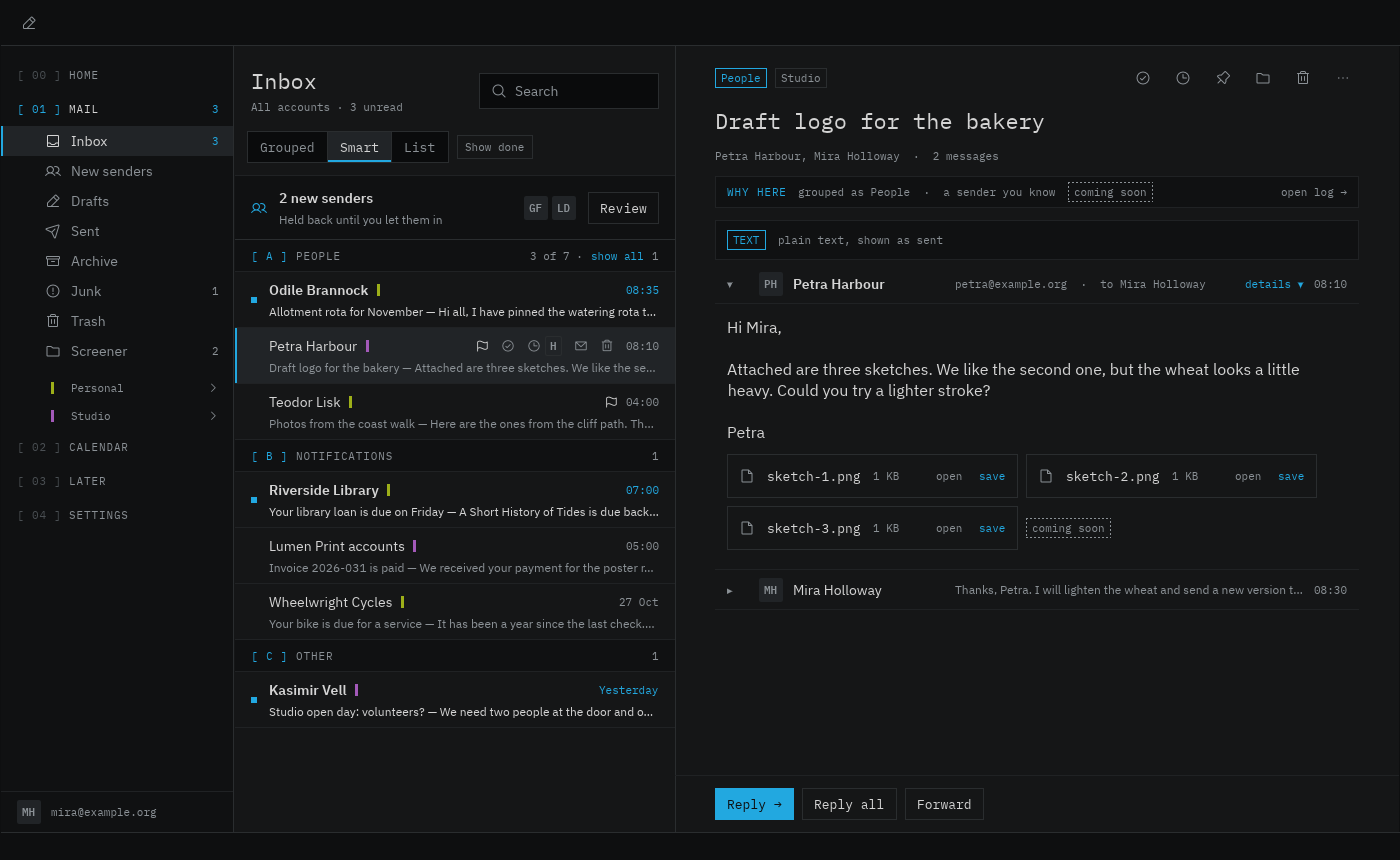 [ 00 ] HOME
[ 01 ] MAIL 3
Inbox 3
New senders
Drafts
Sent
Archive
Junk 1
Trash
Screener 2
Personal
Studio
[ 02 ] CALENDAR
[ 03 ] LATER
[ 04 ] SETTINGS
MH mira@example.org
Inbox
All accounts · 3 unread
Search
Grouped Smart List Show done
2 new senders
Held back until you let them in
GF LD Review
[ A ] PEOPLE 3 of 7 · show all 1
Odile Brannock 08:35
Allotment rota for November — Hi all, I have pinned the watering rota t…
Petra Harbour H 08:10
Draft logo for the bakery — Attached are three sketches. We like the se…
Teodor Lisk 04:00
Photos from the coast walk — Here are the ones from the cliff path. Th…
[ B ] NOTIFICATIONS 1
Riverside Library 07:00
Your library loan is due on Friday — A Short History of Tides is due back…
Lumen Print accounts 05:00
Invoice 2026-031 is paid — We received your payment for the poster r…
Wheelwright Cycles 27 Oct
Your bike is due for a service — It has been a year since the last check.…
[ C ] OTHER 1
Kasimir Vell Yesterday
Studio open day: volunteers? — We need two people at the door and o…
People Studio
Draft logo for the bakery
Petra Harbour, Mira Holloway · 2 messages
WHY HERE grouped as People · a sender you know coming soon open log →
TEXT plain text, shown as sent
▾ PH Petra Harbour petra@example.org · to Mira Holloway details ▾ 08:10
Hi Mira,
Attached are three sketches. We like the second one, but the wheat looks a little
heavy. Could you try a lighter stroke?
Petra
sketch-1.png 1 KB open save
sketch-2.png 1 KB open save
sketch-3.png 1 KB open save
coming soon
▸ MH Mira Holloway Thanks, Petra. I will lighten the wheat and send a new version t… 08:30
Reply → Reply all Forward